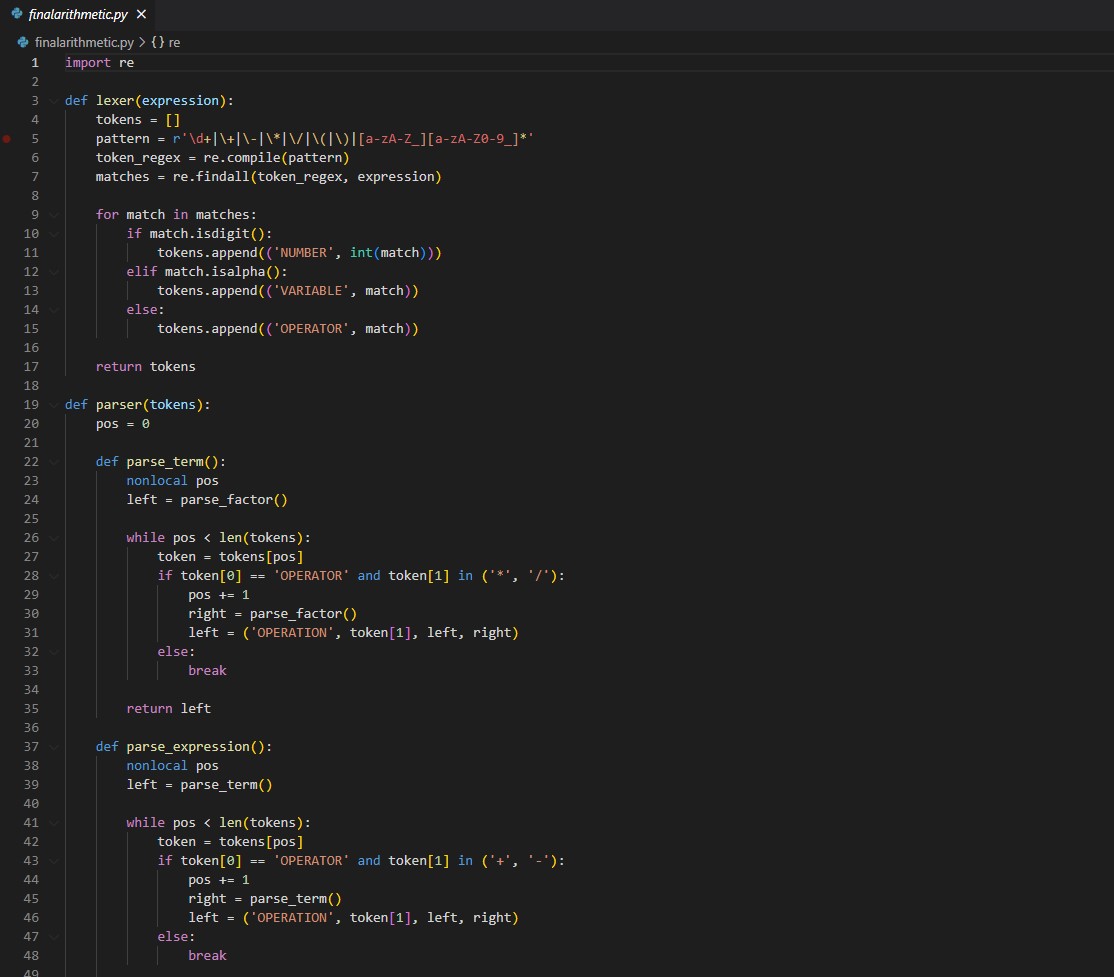 finalarithmetic.py ×
finalarithmetic.py > {} re
1 import re
2
3 def lexer(expression):
4 tokens = []
5 pattern = r'\d+|\+|\-|\*|\/|\(|\)|[a-zA-Z_][a-zA-Z0-9_]*'
6 token_regex = re.compile(pattern)
7 matches = re.findall(token_regex, expression)
8
9 for match in matches:
10 if match.isdigit():
11 tokens.append(('NUMBER', int(match)))
12 elif match.isalpha():
13 tokens.append(('VARIABLE', match))
14 else:
15 tokens.append(('OPERATOR', match))
16
17 return tokens
18
19 def parser(tokens):
20 pos = 0
21
22 def parse_term():
23 nonlocal pos
24 left = parse_factor()
25
26 while pos < len(tokens):
27 token = tokens[pos]
28 if token[0] == 'OPERATOR' and token[1] in ('*', '/'):
29 pos += 1
30 right = parse_factor()
31 left = ('OPERATION', token[1], left, right)
32 else:
33 break
34
35 return left
36
37 def parse_expression():
38 nonlocal pos
39 left = parse_term()
40
41 while pos < len(tokens):
42 token = tokens[pos]
43 if token[0] == 'OPERATOR' and token[1] in ('+', '-'):
44 pos += 1
45 right = parse_term()
46 left = ('OPERATION', token[1], left, right)
47 else:
48 break
49